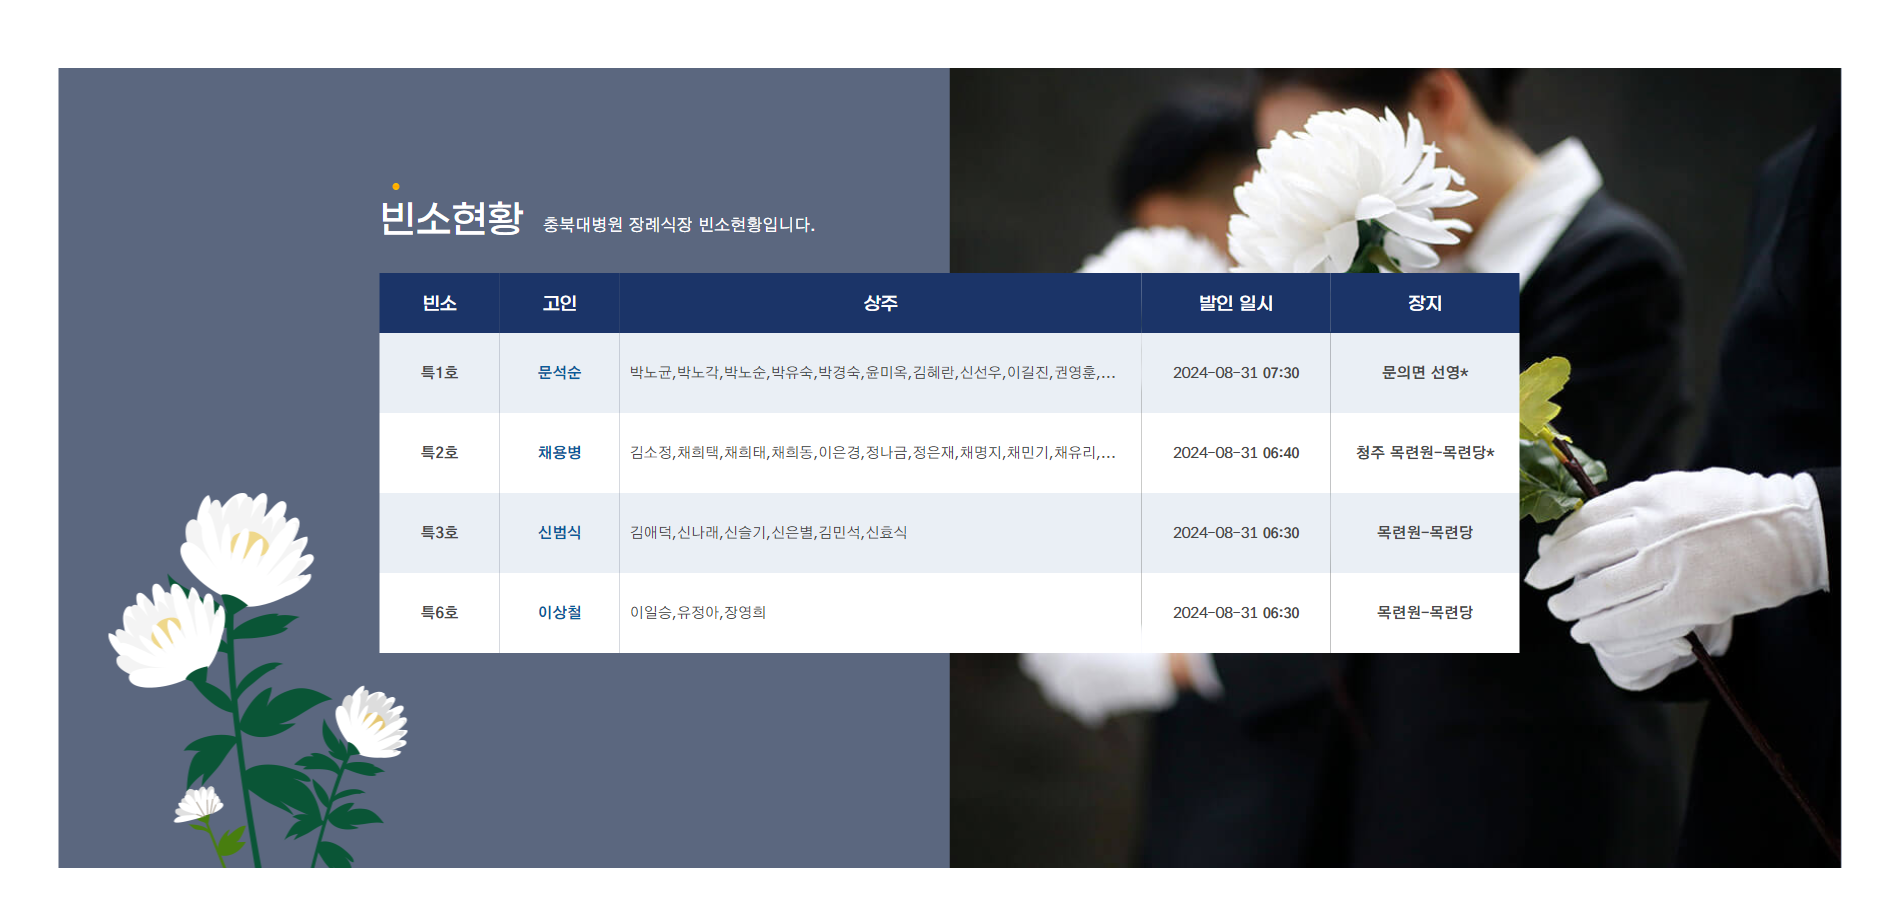 빈소현황 충북대병원 장례식장 빈소현황입니다.
빈소 고인 상주 발인 일시 장지
특1호 문석순 박노균,박노각,박노순,박유숙,박경숙,윤미옥,김혜란,신선우,이길진,권영훈,... 2024-08-31 07:30 문의면 선영*
특2호 채용병 김소정,채희택,채희태,채희동,이은경,정나금,정은재,채명지,채민기,채유리,... 2024-08-31 06:40 청주 목련원-목련당*
특3호 신범식 김애덕,신나래,신슬기,신은별,김민석,신효식 2024-08-31 06:30 목련원-목련당
특6호 이상철 이일승,유정아,장영희 2024-08-31 06:30 목련원-목련당